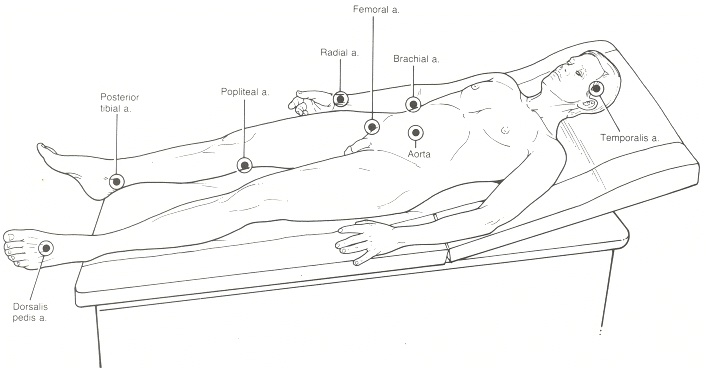 Femoral a.
Radial a.
Brachial a.
Popliteal a.
Posterior
tibial a.
Temporalis a.
Aorta
Dorsalis
pedis a.